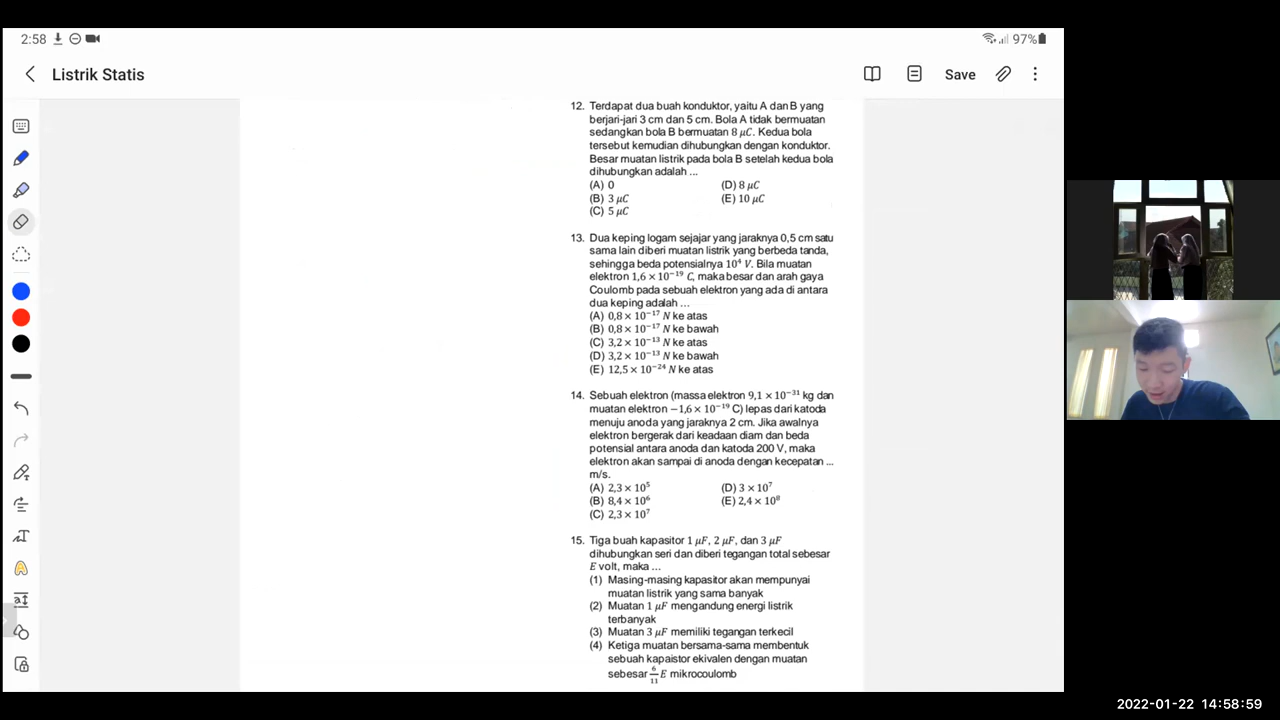 2:58
97%
Listrik Statis
Save
12. Terdapat dua buah konduktor, yaitu A dan B yang
berjari-jari 3 cm dan 5 cm. Bola A tidak bermuatan
sedangkan bola B bermuatan 8 μC. Kedua bola
tersebut kemudian dihubungkan dengan konduktor.
Besar muatan listrik pada bola B setelah kedua bola
dihubungkan adalah ...
(A) 0 (D) 8 μC
(B) 3 μC (E) 10 μC
(C) 5 μC
13. Dua keping logam sejajar yang jaraknya 0,5 cm satu
sama lain diberi muatan listrik yang berbeda tanda,
sehingga beda potensialnya 10⁴ V. Bila muatan
elektron 1,6 × 10⁻¹⁹ C, maka besar dan arah gaya
Coulomb pada sebuah elektron yang ada di antara
dua keping adalah ...
(A) 0,8 × 10⁻¹⁷ N ke atas
(B) 0,8 × 10⁻¹⁷ N ke bawah
(C) 3,2 × 10⁻¹³ N ke atas
(D) 3,2 × 10⁻¹³ N ke bawah
(E) 12,5 × 10⁻²⁴ N ke atas
14. Sebuah elektron (massa elektron 9,1 × 10⁻³¹ kg dan
muatan elektron −1,6 × 10⁻¹⁹ C) lepas dari katoda
menuju anoda yang jaraknya 2 cm. Jika awalnya
elektron bergerak dari keadaan diam dan beda
potensial antara anoda dan katoda 200 V, maka
elektron akan sampai di anoda dengan kecepatan ...
m/s.
(A) 2,3 × 10⁵ (D) 3 × 10⁷
(B) 8,4 × 10⁶ (E) 2,4 × 10⁸
(C) 2,3 × 10⁷
15. Tiga buah kapasitor 1 μF, 2 μF, dan 3 μF
dihubungkan seri dan diberi tegangan total sebesar
E volt, maka ...
(1) Masing-masing kapasitor akan mempunyai
muatan listrik yang sama banyak
(2) Muatan 1 μF mengandung energi listrik
terbanyak
(3) Muatan 3 μF memiliki tegangan terkecil
(4) Ketiga muatan bersama-sama membentuk
sebuah kapaistor ekivalen dengan muatan
sebesar 6/11 E mikrocoulomb
2022-01-22 14:58:59